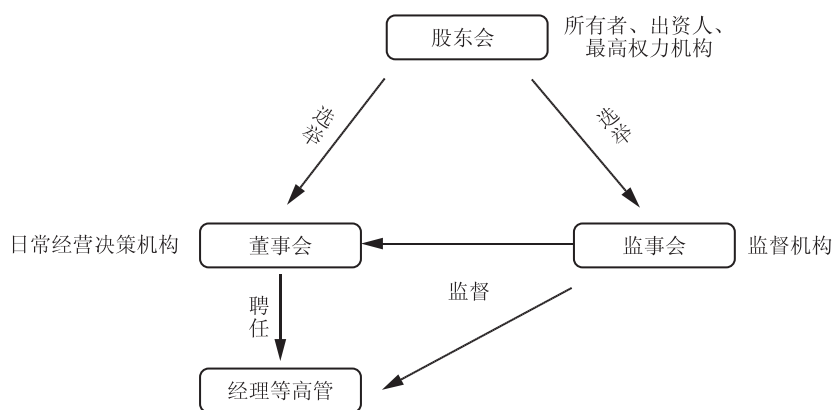 股东会
所有者、出资人、
最高权力机构
选举
选举
日常经营决策机构
董事会
监事会
监督机构
聘任
监督
经理等高管